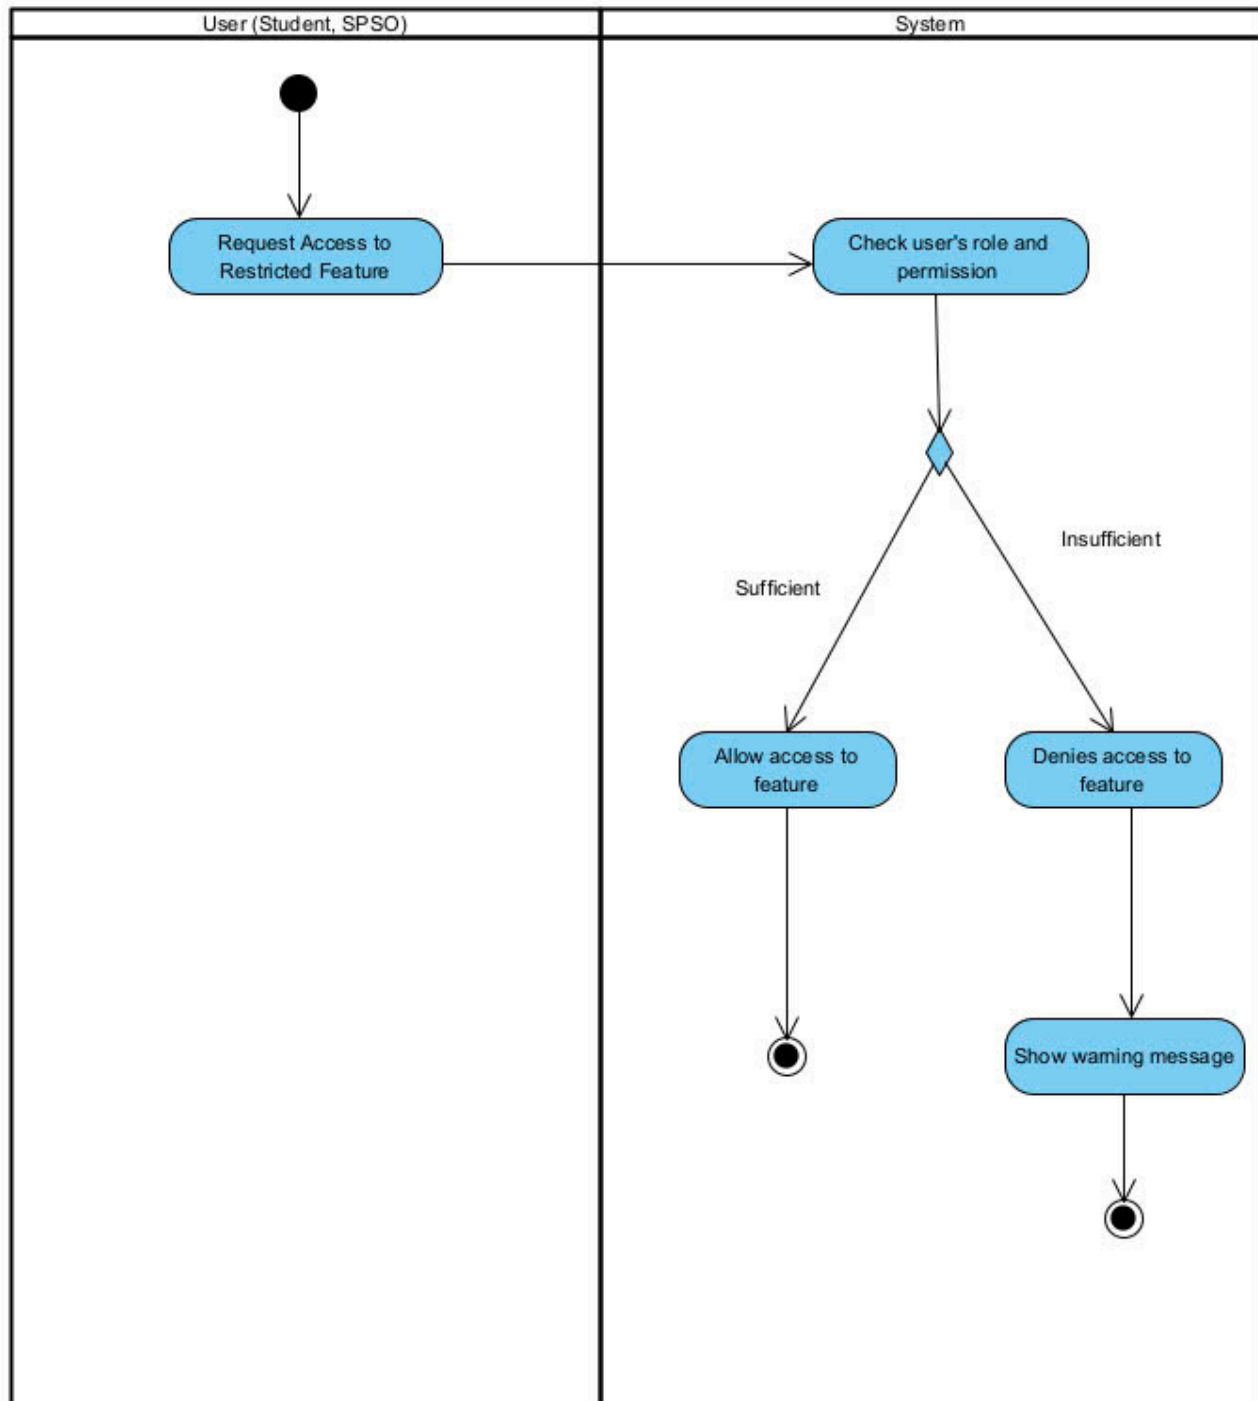 User (Student, SPSO)
System
Request Access to
Restricted Feature
Check user's role and
permission
Insufficient
Sufficient
Allow access to
feature
Denies access to
feature
Show warning message